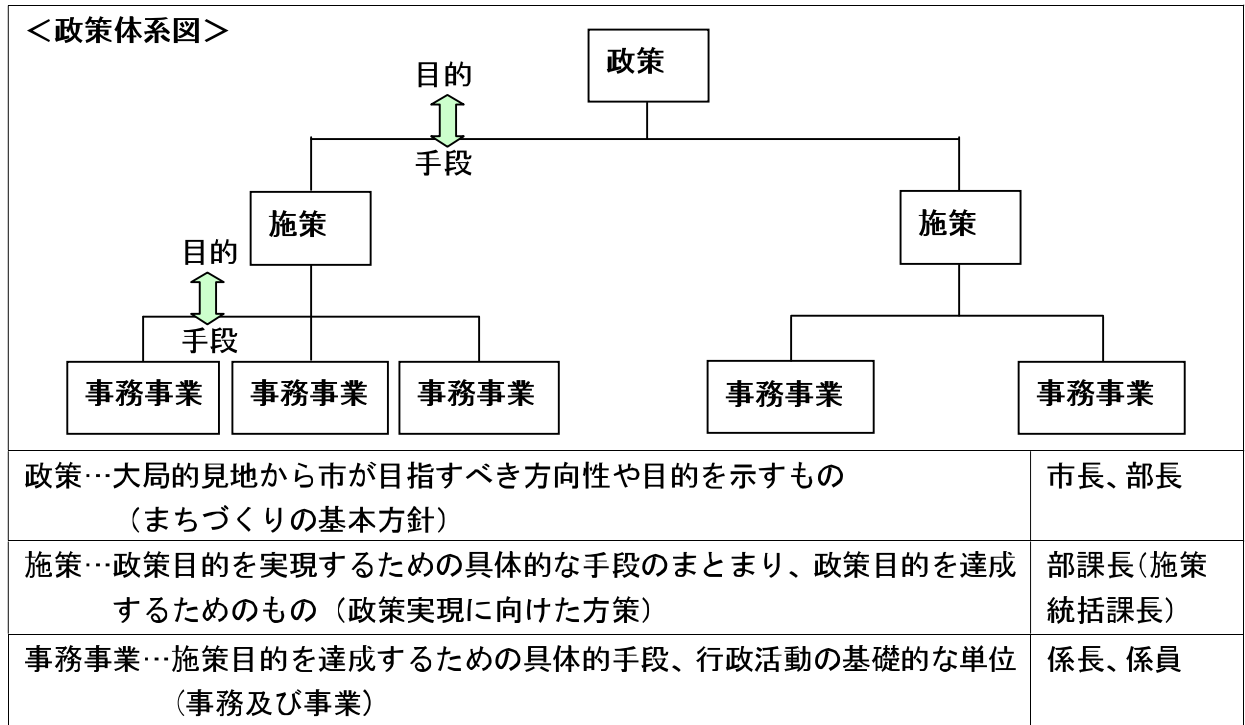 ＜政策体系図＞
政策
目的
手段
施策
施策
目的
手段
事務事業
事務事業
事務事業
事務事業
事務事業
政策…大局的見地から市が目指すべき方向性や目的を示すもの
（まちづくりの基本方針）
市長、部長
施策…政策目的を実現するための具体的な手段のまとまり、政策目的を達成
するためのもの（政策実現に向けた方策）
部課長（施策
統括課長）
事務事業…施策目的を達成するための具体的手段、行政活動の基礎的な単位
（事務及び事業）
係長、係員